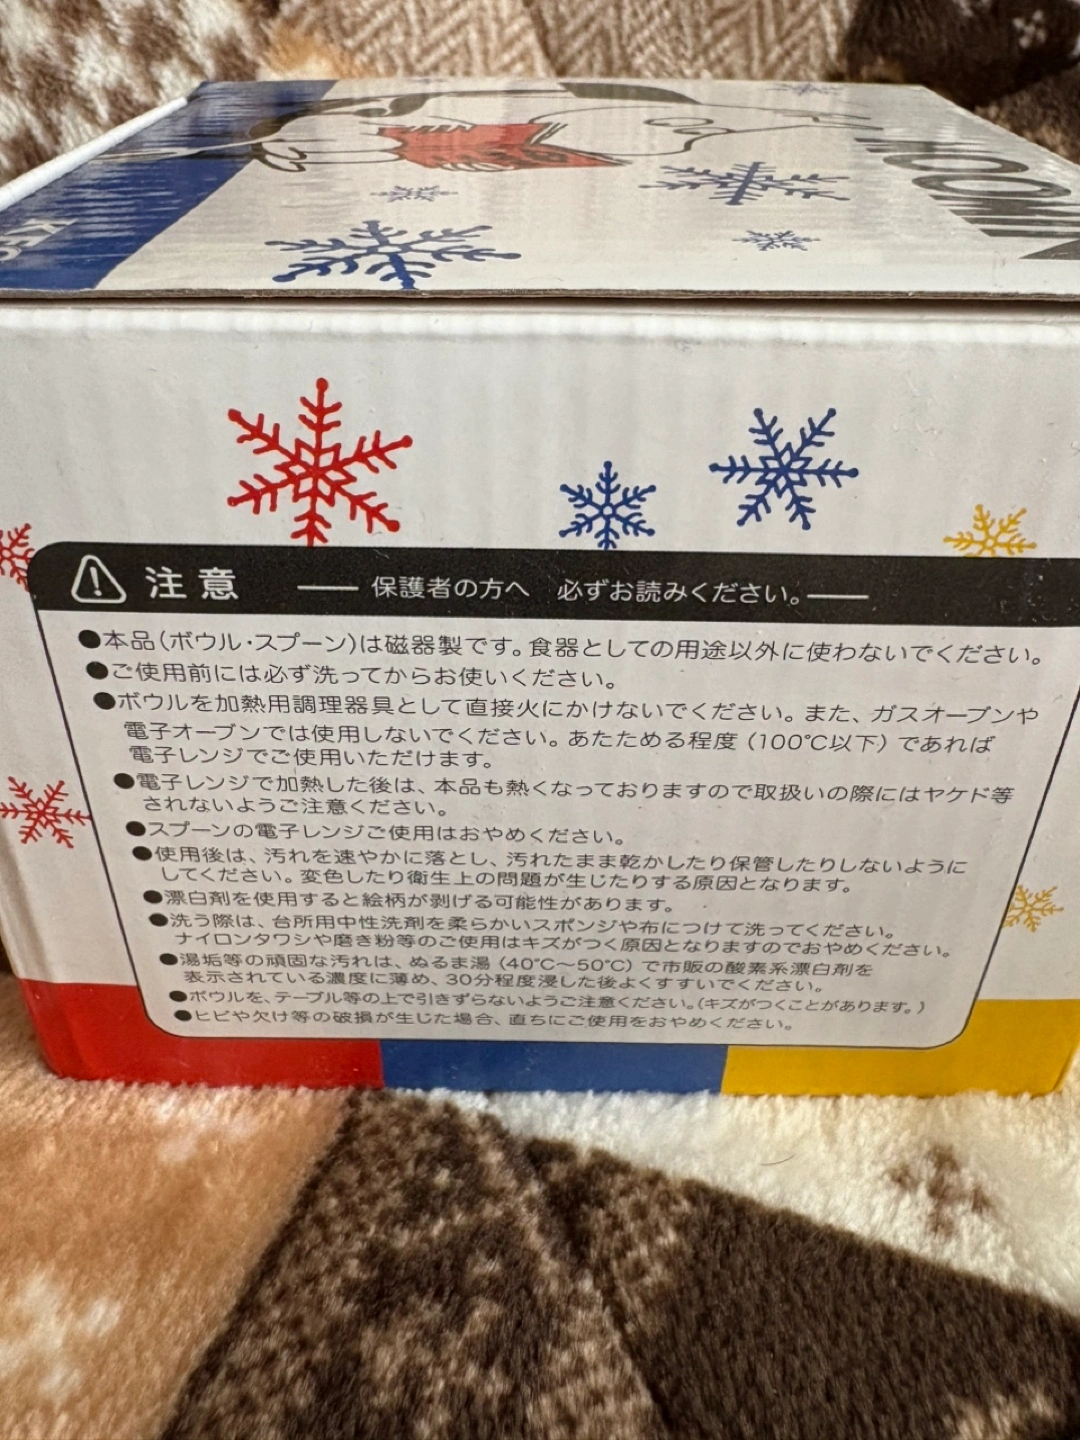 MOOMIN
KFC
注意 保護者の方へ 必ずお読みください。
●本品(ボウル・スプーン)は磁器製です。食器としての用途以外に使わないでください。
●ご使用前には必ず洗ってからお使いください。
●ボウルを加熱用調理器具として直接火にかけないでください。また、ガスオーブンや
電子オーブンでは使用しないでください。あたためる程度(100℃以下)であれば
電子レンジでご使用いただけます。
●電子レンジで加熱した後は、本品も熱くなっておりますので取扱いの際にはヤケド等
されないようご注意ください。
●スプーンの電子レンジご使用はおやめください。
●使用後は、汚れを速やかに落とし、汚れたまま乾かしたり保管したりしないように
してください。変色したり衛生上の問題が生じたりする原因となります。
●漂白剤を使用すると絵柄が剥げる可能性があります。
●洗う際は、台所用中性洗剤を柔らかいスポンジや布につけて洗ってください。
ナイロンタワシや磨き粉等のご使用はキズがつく原因となりますのでおやめください。
●湯垢等の頑固な汚れは、ぬるま湯(40℃〜50℃)で市販の酸素系漂白剤を
表示されている濃度に薄め、30分程度浸した後よくすすいでください。
●ボウルを、テーブル等の上で引きずらないようご注意ください。(キズがつくことがあります。)
●ヒビや欠け等の破損が生じた場合、直ちにご使用をおやめください。